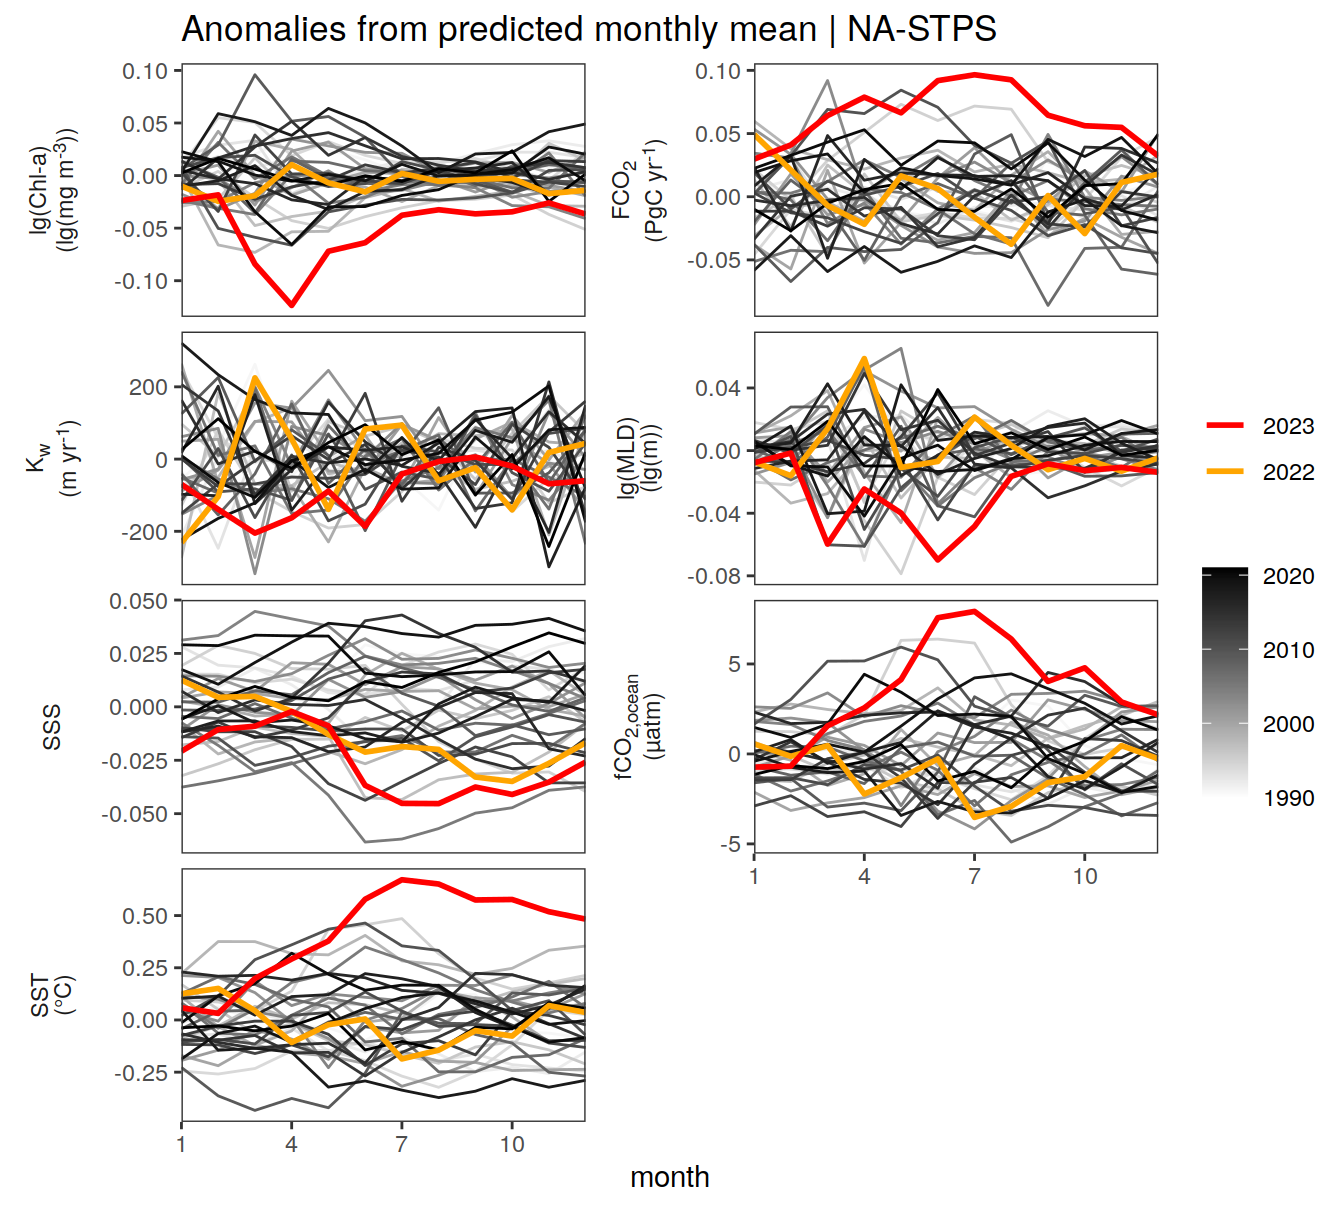 Anomalies from predicted monthly mean | NA-STPS
lg(Chl-a)
(lg(mg m⁻³))
0.10
0.05
0.00
-0.05
-0.10
FCO₂
(PgC yr⁻¹)
0.10
0.05
0.00
-0.05
K_w
(m yr⁻¹)
200
0
-200
lg(MLD)
(lg(m))
0.04
0.00
-0.04
-0.08
SSS
0.050
0.025
0.000
-0.025
-0.050
fCO₂,ocean
(µatm)
5
0
-5
1 4 7 10
SST
(°C)
0.50
0.25
0.00
-0.25
1 4 7 10
month
2023
2022
2020
2010
2000
1990